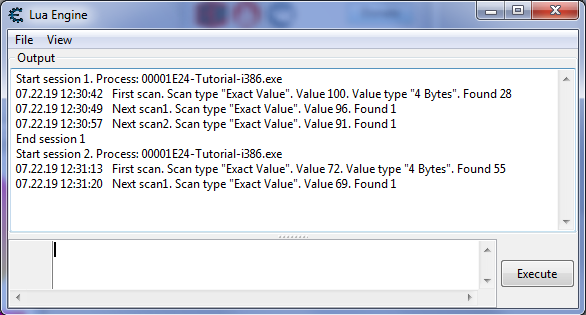 Lua Engine
File View
Output
Start session 1. Process: 00001E24-Tutorial-i386.exe
07.22.19 12:30:42 First scan. Scan type "Exact Value". Value 100. Value type "4 Bytes". Found 28
07.22.19 12:30:49 Next scan1. Scan type "Exact Value". Value 96. Found 1
07.22.19 12:30:57 Next scan2. Scan type "Exact Value". Value 91. Found 1
End session 1
Start session 2. Process: 00001E24-Tutorial-i386.exe
07.22.19 12:31:13 First scan. Scan type "Exact Value". Value 72. Value type "4 Bytes". Found 55
07.22.19 12:31:20 Next scan1. Scan type "Exact Value". Value 69. Found 1
Execute